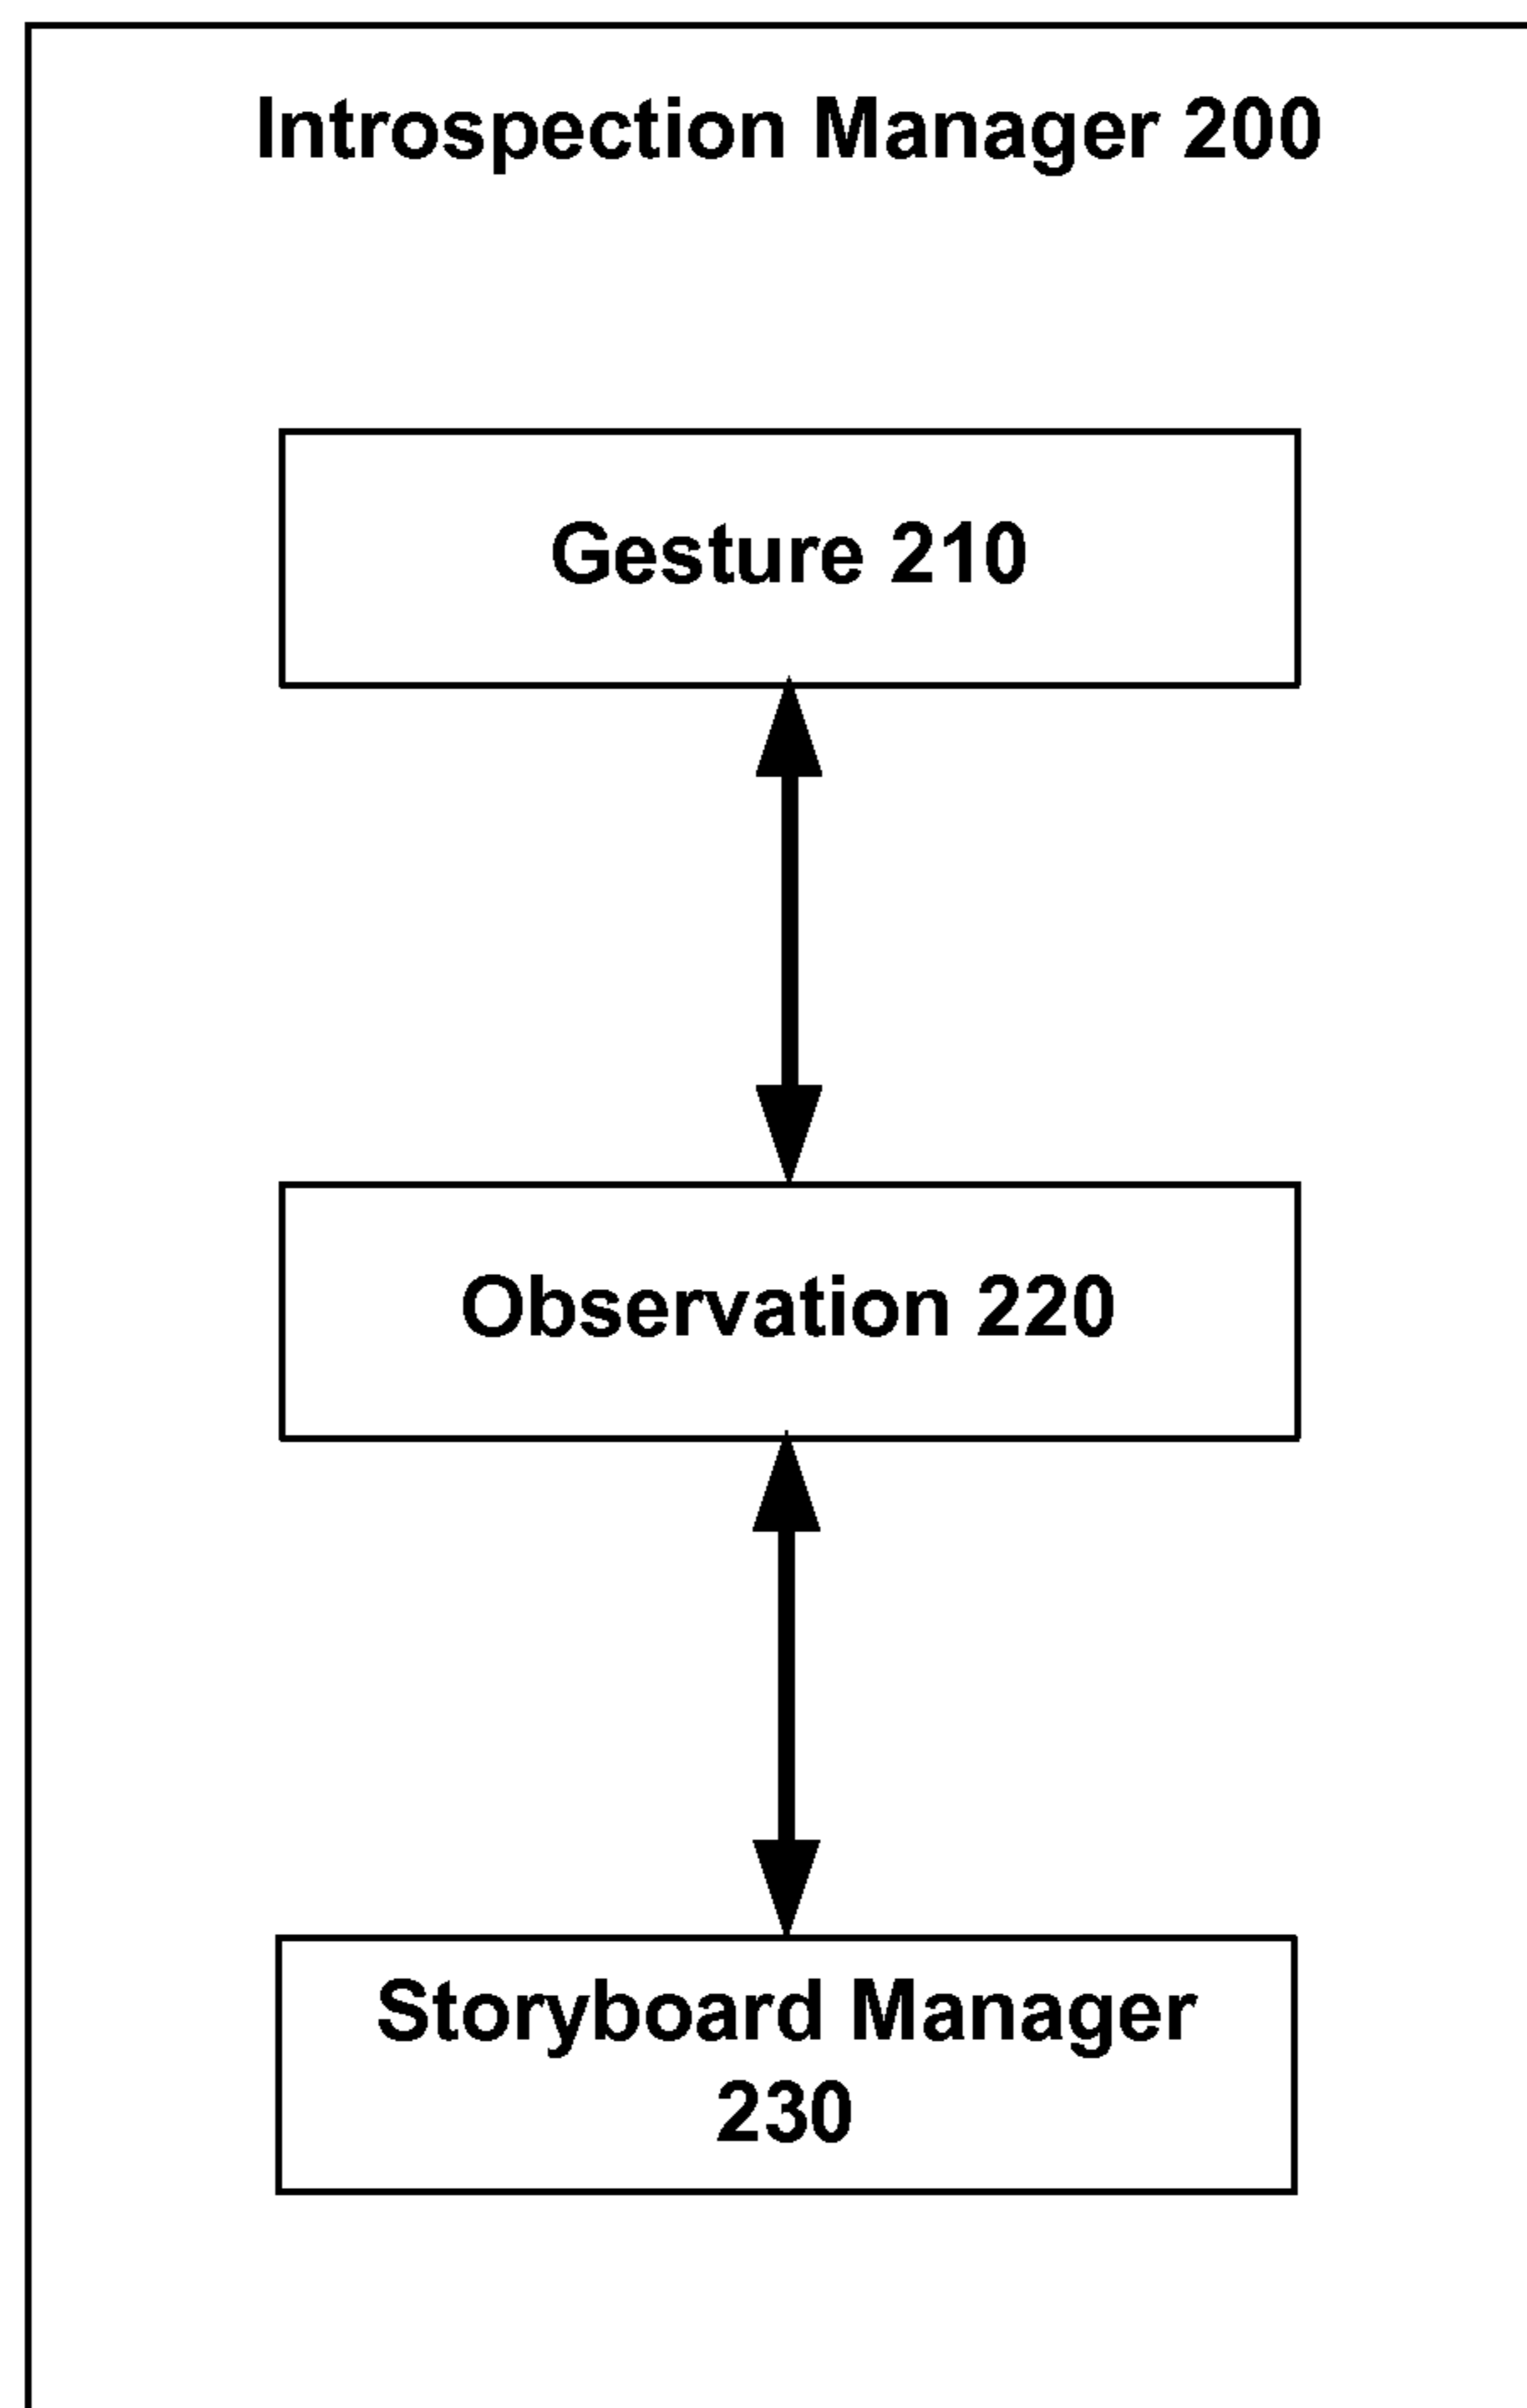 Introspection Manager 200
Gesture 210
Observation 220
Storyboard Manager
230